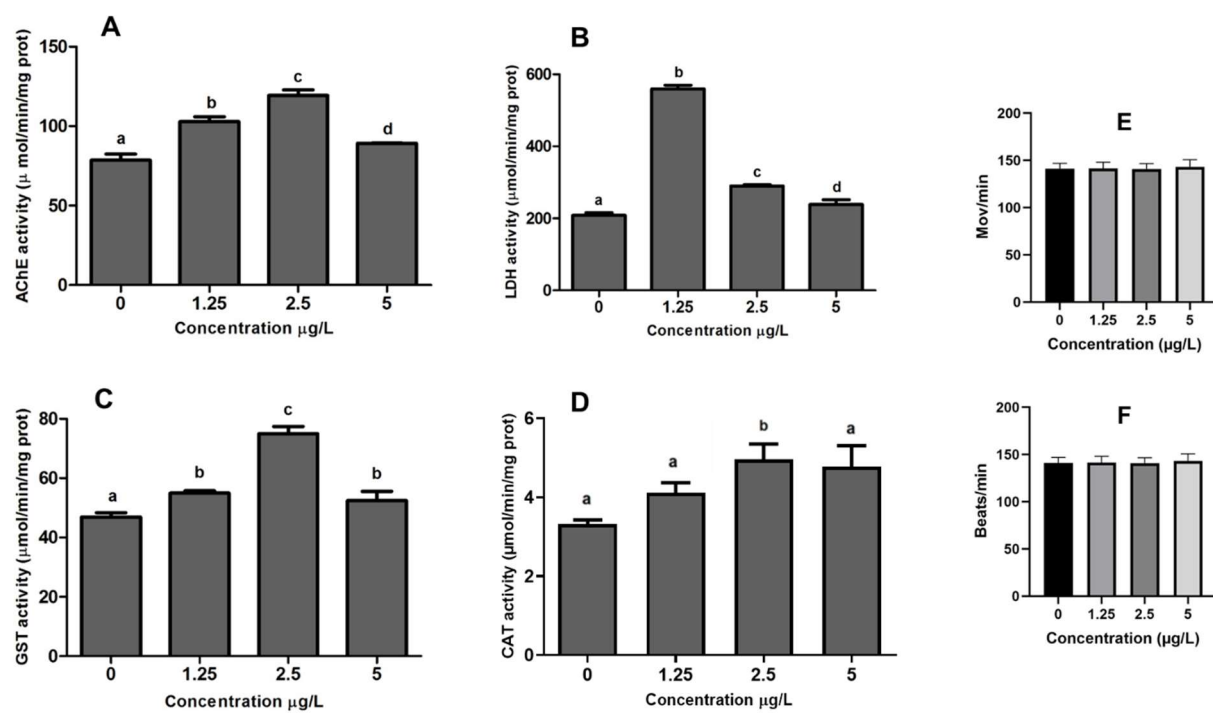 A
AChE activity (μ mol/min/mg prot)
150
100
50
0
a
b
c
d
0 1.25 2.5 5
Concentration μg/L
B
LDH activity (μmol/min/mg prot)
600
400
200
0
a
b
c
d
0 1.25 2.5 5
Concentration μg/L
E
Mov/min
200
150
100
50
0
0 1.25 2.5 5
Concentration (μg/L)
C
GST activity (μmol/min/mg prot)
80
60
40
20
0
a
b
c
b
0 1.25 2.5 5
Concentration μg/L
D
CAT activity (μmol/min/mg prot)
6
4
2
0
a
a
b
a
0 1.25 2.5 5
Concentration μg/L
F
Beats/min
200
150
100
50
0
0 1.25 2.5 5
Concentration (μg/L)